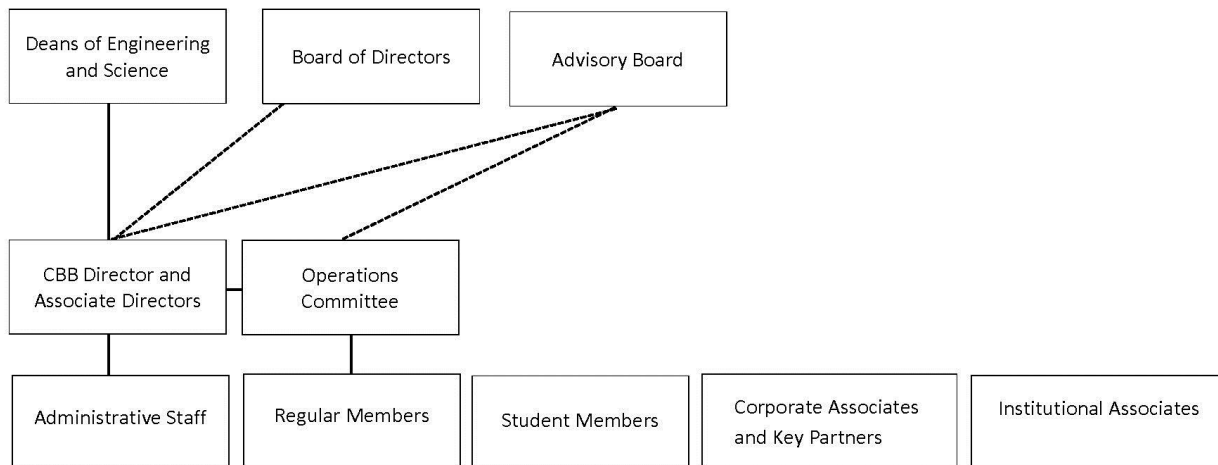 Deans of Engineering
and Science
Board of Directors
Advisory Board
CBB Director and
Associate Directors
Operations
Committee
Administrative Staff
Regular Members
Student Members
Corporate Associates
and Key Partners
Institutional Associates